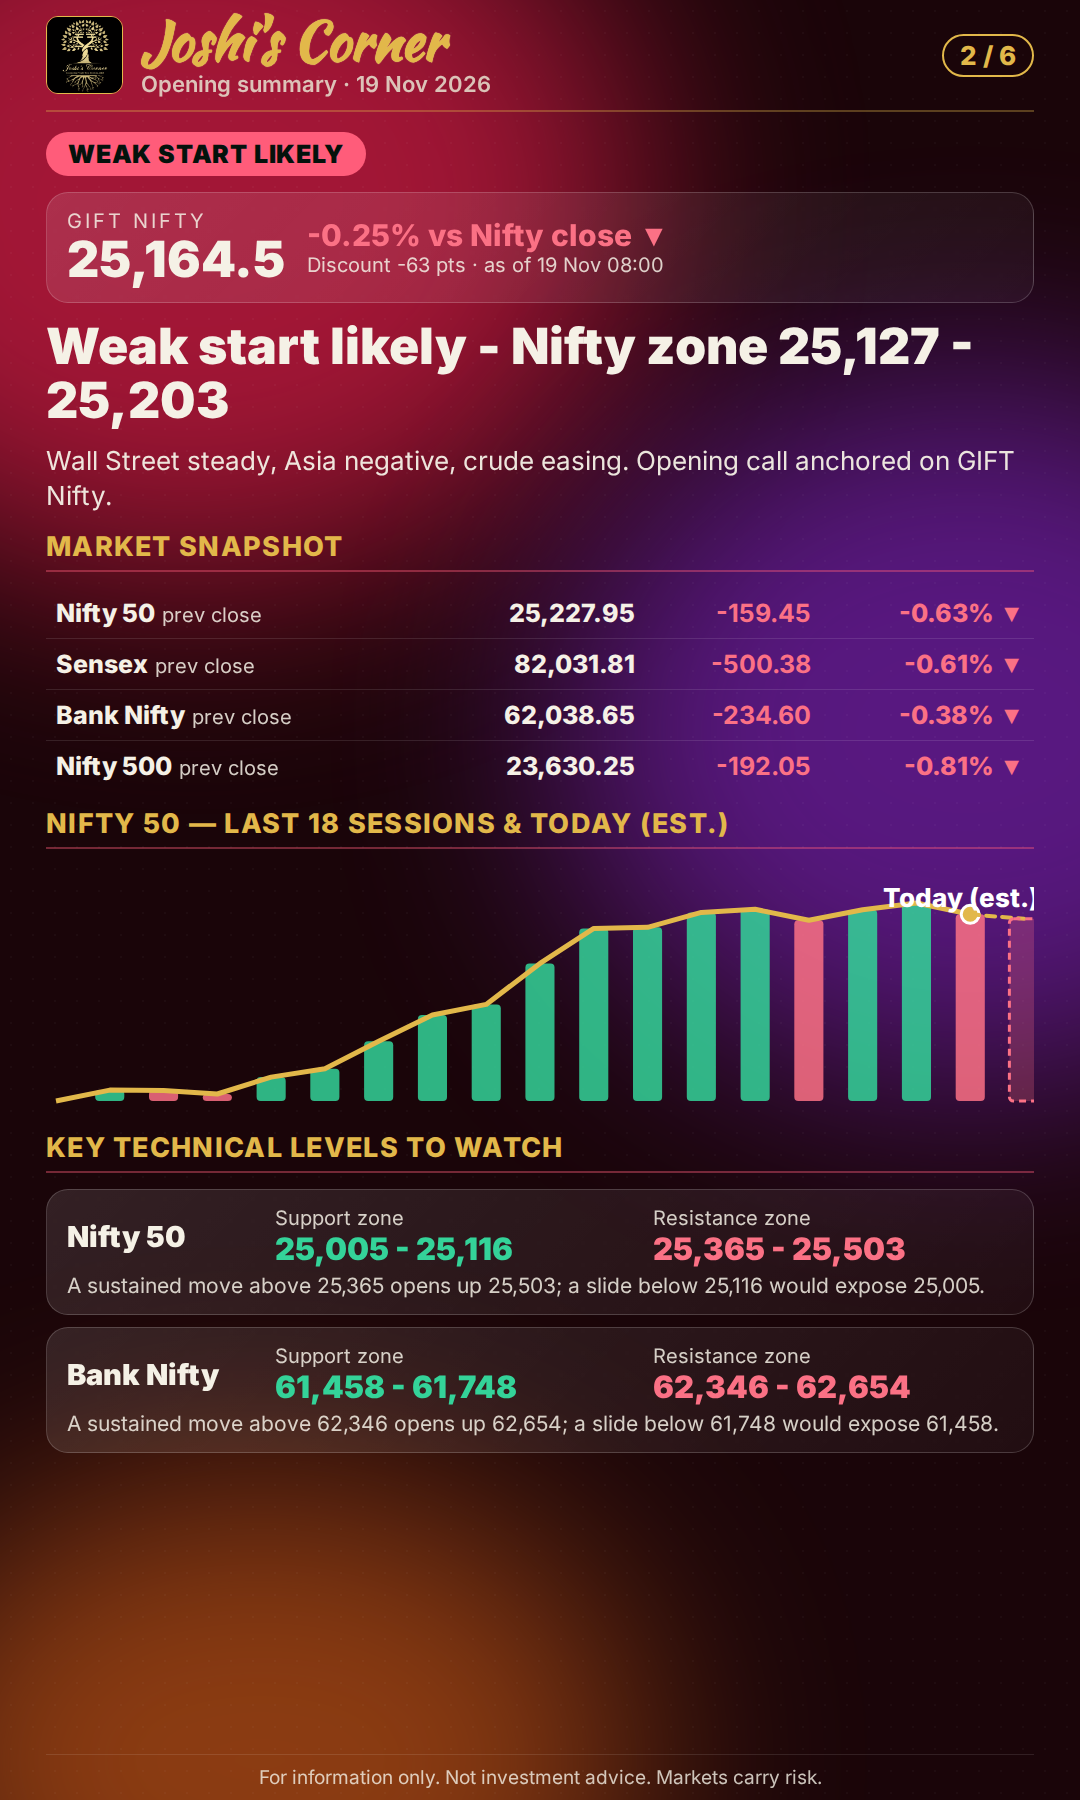 Joshi's Corner
Joshi's Corner
Opening summary · 19 Nov 2026
2 / 6
WEAK START LIKELY
GIFT NIFTY
25,164.5
-0.25% vs Nifty close ▼
Discount -63 pts · as of 19 Nov 08:00
Weak start likely - Nifty zone 25,127 -
25,203
Wall Street steady, Asia negative, crude easing. Opening call anchored on GIFT
Nifty.
MARKET SNAPSHOT
Nifty 50 prev close 25,227.95 -159.45 -0.63% ▼
Sensex prev close 82,031.81 -500.38 -0.61% ▼
Bank Nifty prev close 62,038.65 -234.60 -0.38% ▼
Nifty 500 prev close 23,630.25 -192.05 -0.81% ▼
NIFTY 50 — LAST 18 SESSIONS & TODAY (EST.)
Today (est.)
KEY TECHNICAL LEVELS TO WATCH
Nifty 50
Support zone
25,005 - 25,116
Resistance zone
25,365 - 25,503
A sustained move above 25,365 opens up 25,503; a slide below 25,116 would expose 25,005.
Bank Nifty
Support zone
61,458 - 61,748
Resistance zone
62,346 - 62,654
A sustained move above 62,346 opens up 62,654; a slide below 61,748 would expose 61,458.
For information only. Not investment advice. Markets carry risk.